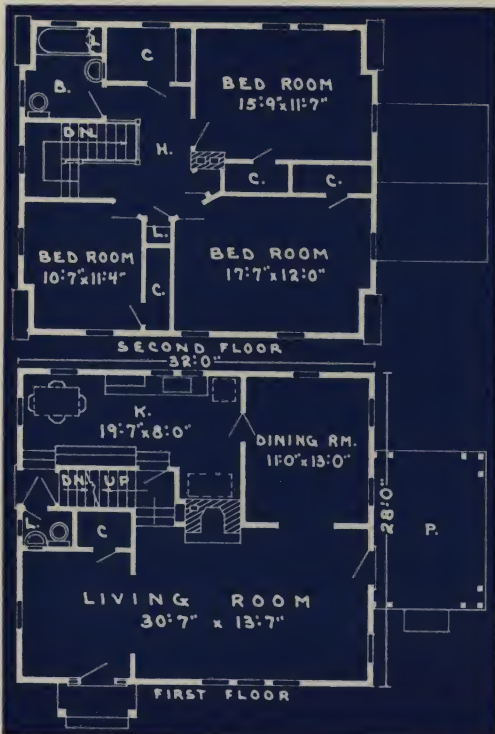 L
C
BED ROOM
15'-9"x11'-7"
B.
DN.
H.
C.
C.
L.
BED ROOM
10'-7"x11'-4"
BED ROOM
17'-7"x12'-0"
C.
SECOND FLOOR
32'-0"
K.
19'-7"x8'-0"
DINING RM.
11'-0"x13'-0"
DN.
UP
L.
C
28'-0"
P.
LIVING ROOM
30'-7" x 13'-7"
FIRST FLOOR